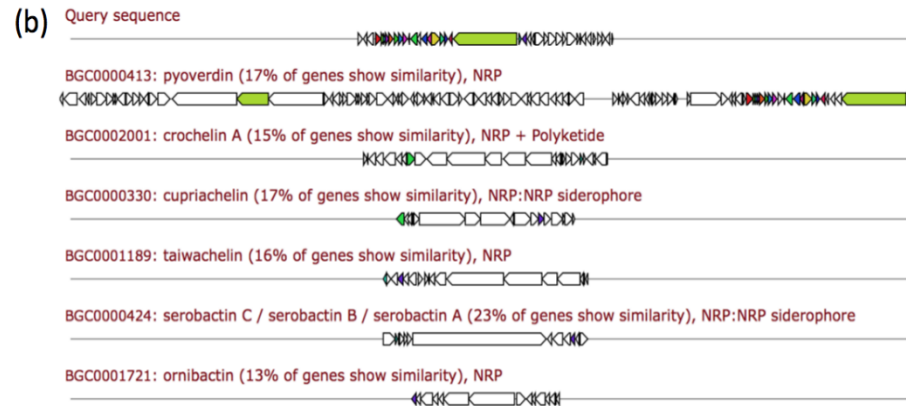 (b)
Query sequence
BGC0000413: pyoverdin (17% of genes show similarity), NRP
BGC0002001: crochelin A (15% of genes show similarity), NRP + Polyketide
BGC0000330: cupriachelin (17% of genes show similarity), NRP:NRP siderophore
BGC0001189: taiwachelin (16% of genes show similarity), NRP
BGC0000424: serobactin C / serobactin B / serobactin A (23% of genes show similarity), NRP:NRP siderophore
BGC0001721: ornibactin (13% of genes show similarity), NRP